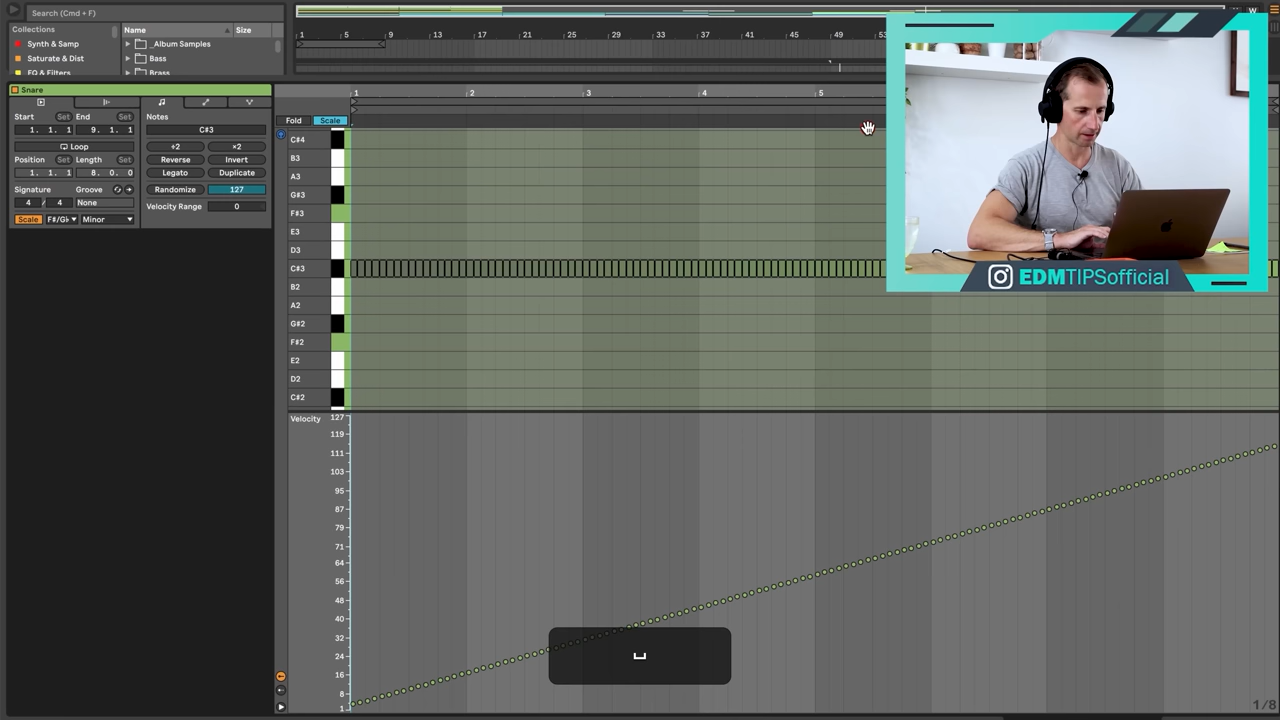 Search (Cmd + F)
Collections
Name
Size
Synth & Samp
_Album Samples
Saturate & Dist
Bass
EQ & Filters
Brass
1 5 9 13 17 21 25 29 33 37 41 45 49 53
W
Snare
Start Set End Set
1. 1. 1 9. 1. 1
Loop
Position Set Length Set
1. 1. 1 8. 0. 0
Signature Groove
4 / 4 None
Scale F#/G♭ Minor
Notes
C#3
÷2 ×2
Reverse Invert
Legato Duplicate
Randomize 127
Velocity Range 0
1 2 3 4 5
Fold Scale
C#4
B3
A3
G#3
F#3
E3
D3
C#3
B2
A2
G#2
F#2
E2
D2
C#2
Velocity 127
119
111
103
95
87
79
71
64
56
48
40
32
24
16
8
1
1/8
EDMTIPSofficial